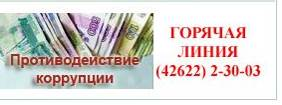 Противодействие
коррупции
ГОРЯЧАЯ
ЛИНИЯ
(42622) 2-30-03